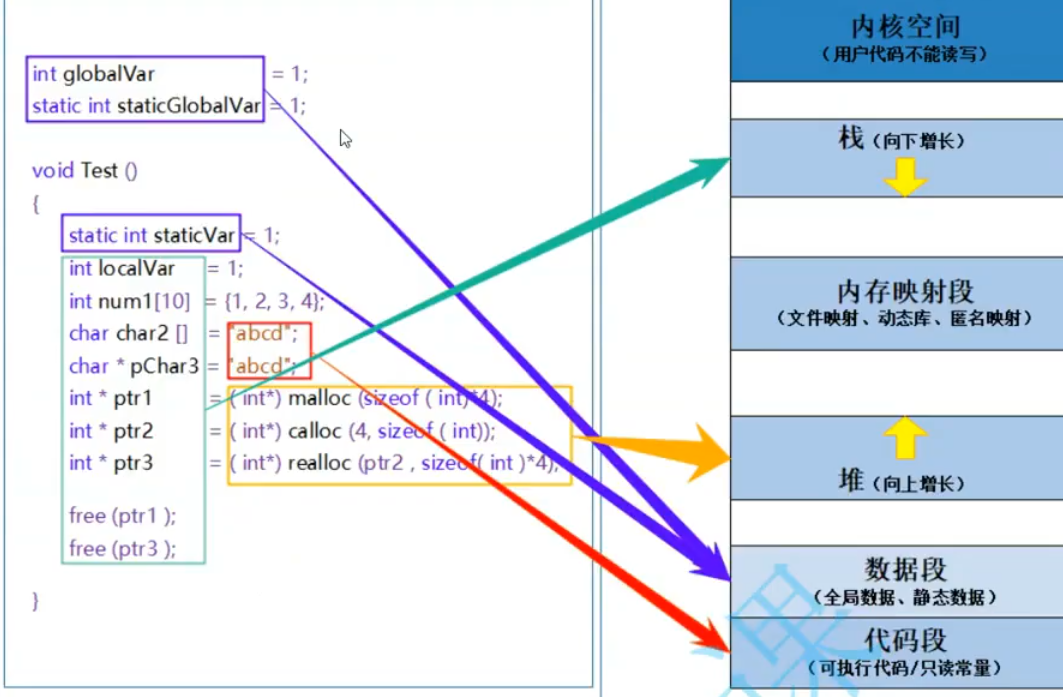 int globalVar = 1;
static int staticGlobalVar = 1;
void Test ()
{
static int staticVar = 1;
int localVar = 1;
int num1[10] = {1, 2, 3, 4};
char char2 [] = "abcd";
char * pChar3 = "abcd";
int * ptr1 = ( int*) malloc (sizeof ( int)*4);
int * ptr2 = ( int*) calloc (4, sizeof ( int));
int * ptr3 = ( int*) realloc (ptr2 , sizeof( int )*4);
free (ptr1 );
free (ptr3 );
}
内核空间
(用户代码不能读写)
栈(向下增长)
内存映射段
(文件映射、动态库、匿名映射)
堆(向上增长)
数据段
(全局数据、静态数据)
代码段
(可执行代码/只读常量)
课